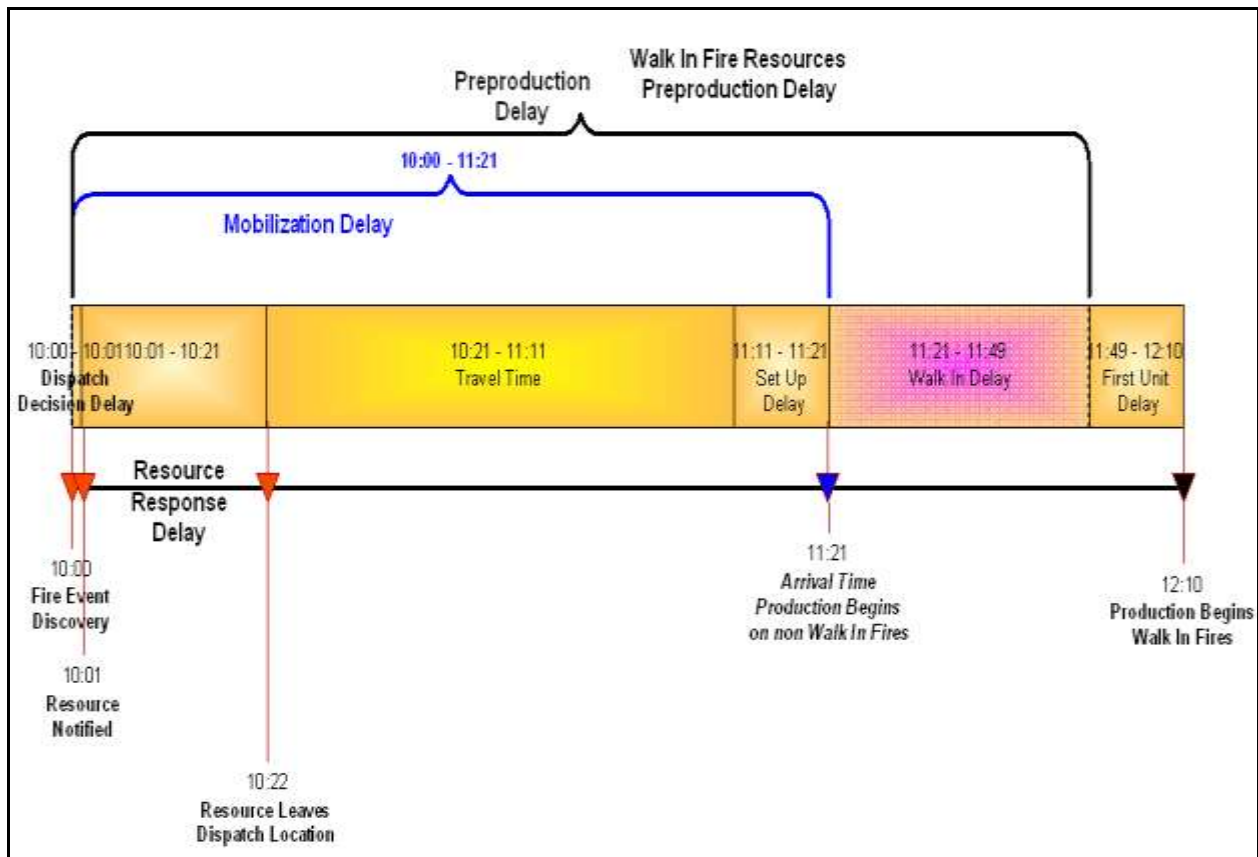 Walk In Fire Resources
Preproduction Delay
Preproduction
Delay
10:00 - 11:21
Mobilization Delay
10:00 - 10:01
Dispatch
Decision Delay
10:01 - 10:21
10:21 - 11:11
Travel Time
11:11 - 11:21
Set Up
Delay
11:21 - 11:49
Walk In Delay
11:49 - 12:10
First Unit
Delay
Resource
Response
Delay
10:00
Fire Event
Discovery
10:01
Resource
Notified
10:22
Resource Leaves
Dispatch Location
11:21
Arrival Time
Production Begins
on non Walk In Fires
12:10
Production Begins
Walk In Fires